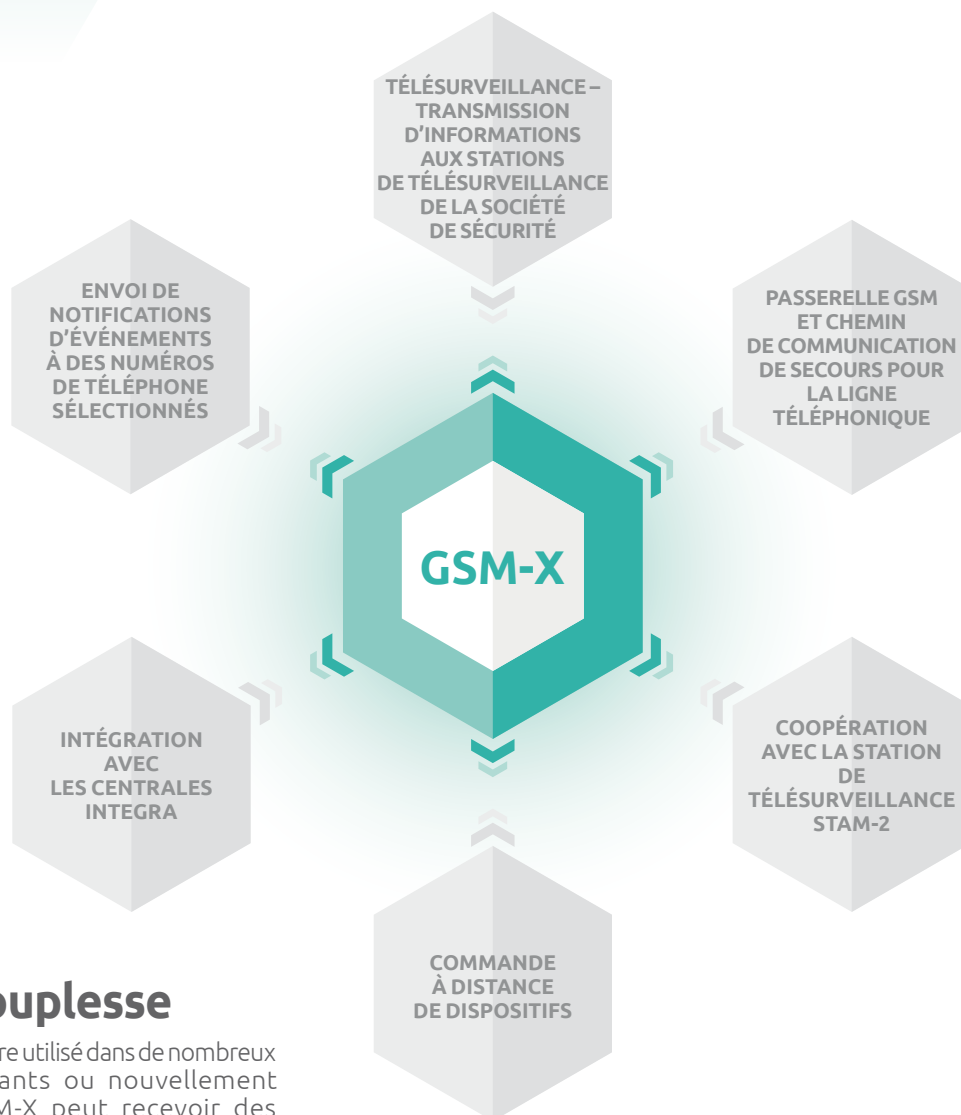 TÉLÉSURVEILLANCE –
TRANSMISSION
D'INFORMATIONS
AUX STATIONS
DE TÉLÉSURVEILLANCE
DE LA SOCIÉTÉ
DE SÉCURITÉ
ENVOI DE
NOTIFICATIONS
D'ÉVÉNEMENTS
À DES NUMÉROS
DE TÉLÉPHONE
SÉLECTIONNÉS
PASSERELLE GSM
ET CHEMIN
DE COMMUNICATION
DE SECOURS POUR
LA LIGNE
TÉLÉPHONIQUE
GSM-X
INTÉGRATION
AVEC
LES CENTRALES
INTEGRA
COOPÉRATION
AVEC LA STATION
DE
TÉLÉSURVEILLANCE
STAM-2
COMMANDE
À DISTANCE
DE DISPOSITIFS
ouplesse
re utilisé dans de nombreux
ants ou nouvellement
M-X peut recevoir des